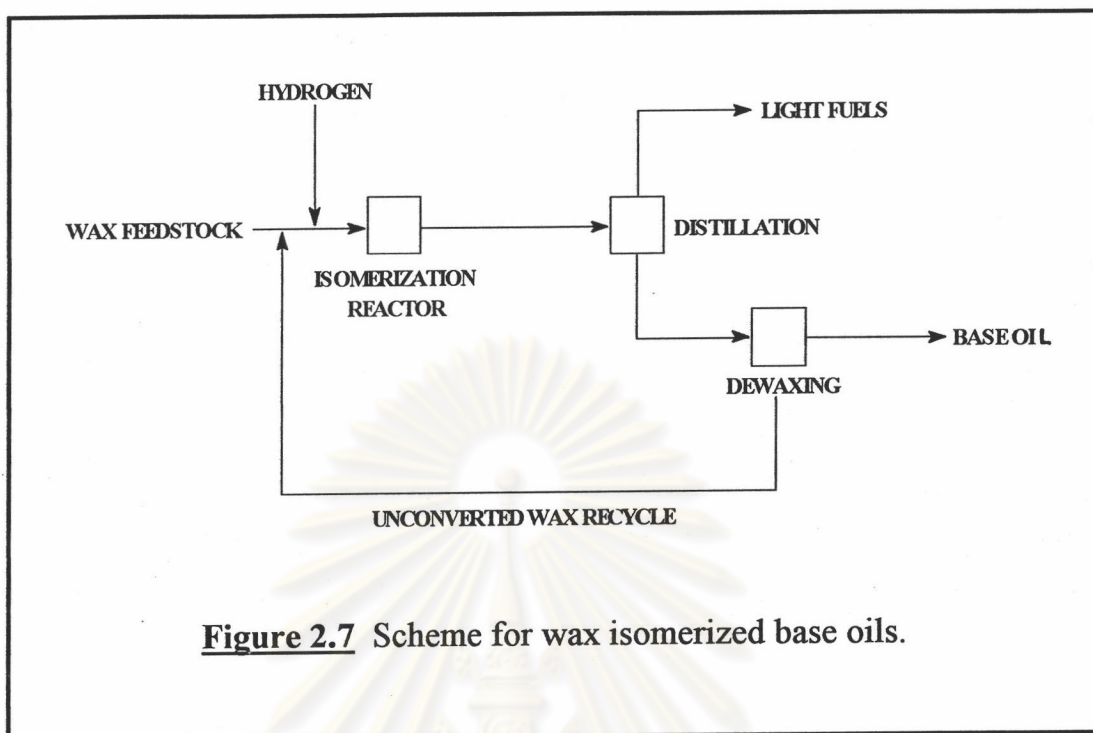 HYDROGEN
LIGHT FUELS
WAX FEEDSTOCK
DISTILLATION
ISOMERIZATION
REACTOR
BASE OIL
DEWAXING
UNCONVERTED WAX RECYCLE
Figure 2.7 Scheme for wax isomerized base oils.